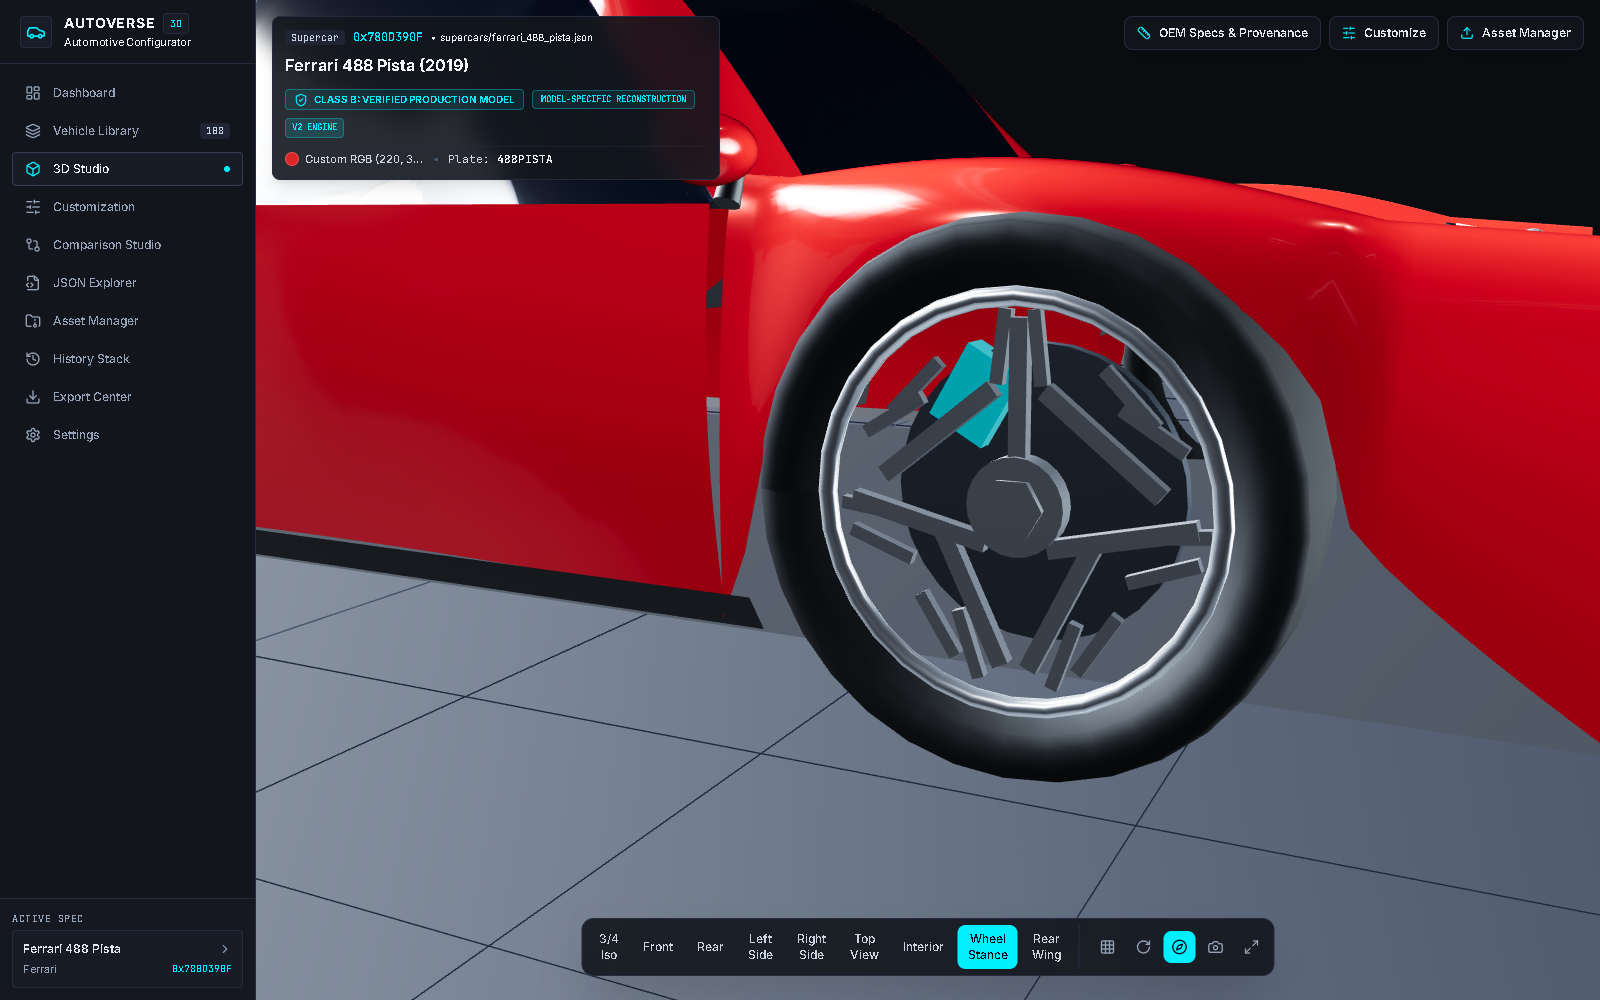 AUTOVERSE 3D
Automotive Configurator
Dashboard
Vehicle Library 188
3D Studio
Customization
Comparison Studio
JSON Explorer
Asset Manager
History Stack
Export Center
Settings
ACTIVE SPEC
Ferrari 488 Pista
Ferrari 0x780D390F
Supercar 0x780D390F • supercars/ferrari_488_pista.json
Ferrari 488 Pista (2019)
CLASS B: VERIFIED PRODUCTION MODEL MODEL-SPECIFIC RECONSTRUCTION
V2 ENGINE
Custom RGB (220, 3... • Plate: 488PISTA
OEM Specs & Provenance Customize Asset Manager
3/4 Iso
Front
Rear
Left Side
Right Side
Top View
Interior
Wheel Stance
Rear Wing